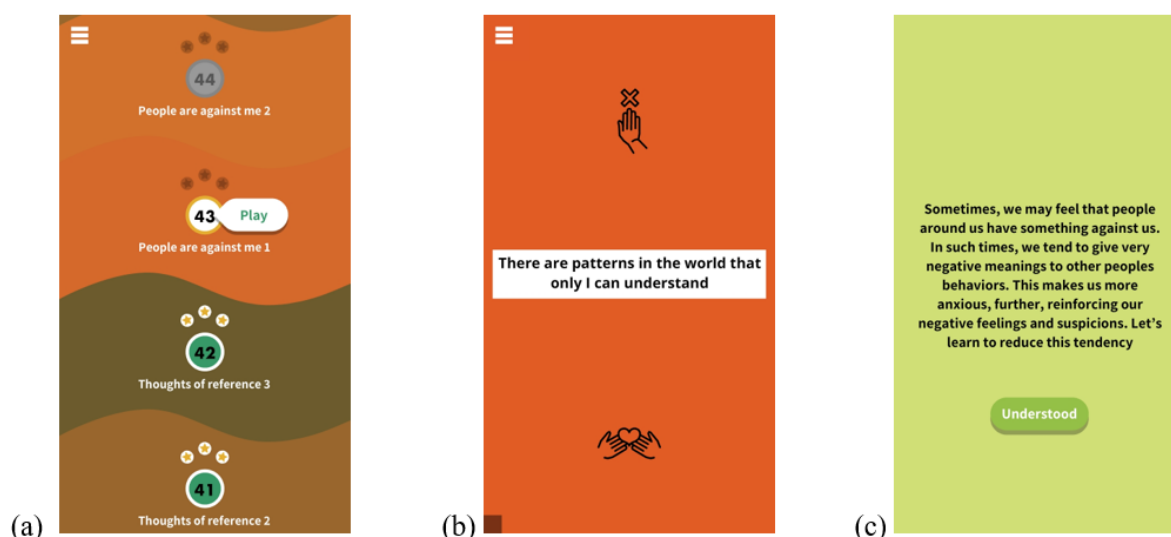 44
People are against me 2
43
Play
People are against me 1
42
Thoughts of reference 3
41
Thoughts of reference 2
(a)
There are patterns in the world that
only I can understand
(b)
Sometimes, we may feel that people
around us have something against us.
In such times, we tend to give very
negative meanings to other peoples
behaviors. This makes us more
anxious, further, reinforcing our
negative feelings and suspicions. Let's
learn to reduce this tendency
Understood
(c)